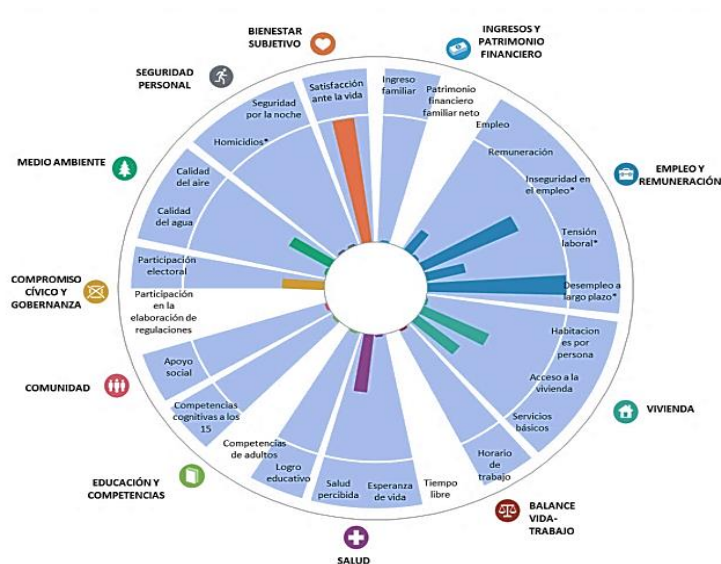 BIENESTAR
SUBJETIVO
INGRESOS Y
PATRIMONIO
FINANCIERO
SEGURIDAD
PERSONAL
Seguridad
por la noche
Homicidios*
Satisfacción
ante la vida
Ingreso
familiar
Patrimonio
financiero
familiar neto
Empleo
Remuneración
Inseguridad en
el empleo*
Tensión
laboral*
Desempleo a
largo plazo*
EMPLEO Y
REMUNERACIÓN
MEDIO AMBIENTE
Calidad
del aire
Calidad
del agua
COMPROMISO
CÍVICO Y
GOBERNANZA
Participación
electoral
Participación
en la
elaboración de
regulaciones
Habitacion
es por
persona
Acceso a la
vivienda
Servicios
básicos
VIVIENDA
COMUNIDAD
Apoyo
social
EDUCACIÓN Y
COMPETENCIAS
Competencias
cognitivas a los
15
Competencias
de adultos
Logro
educativo
Salud
percibida
Esperanza
de vida
SALUD
Tiempo
libre
Horario
de
trabajo
BALANCE
VIDA-
TRABAJO